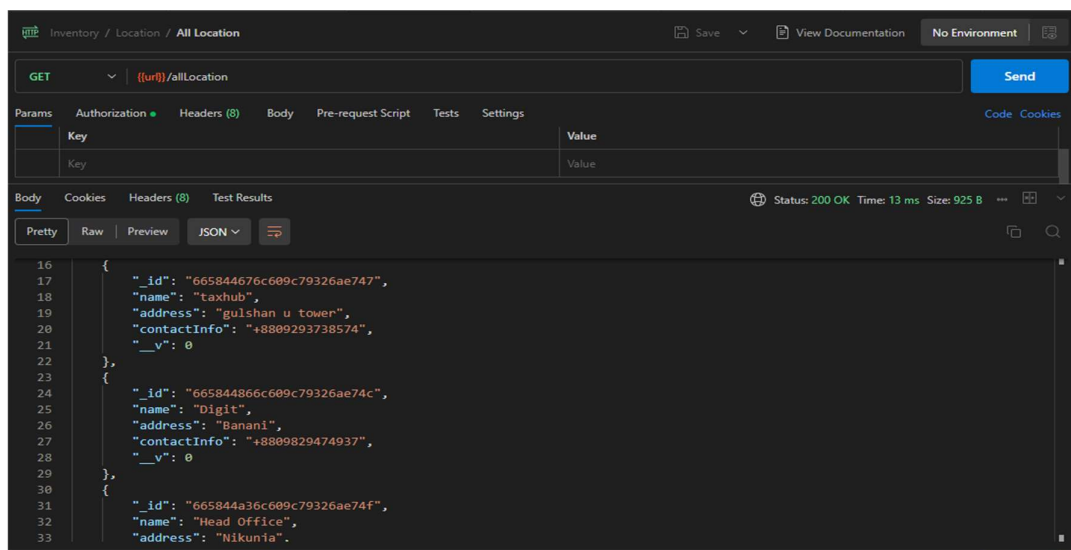 HTTP Inventory / Location / All Location Save View Documentation No Environment
GET {{url}}/allLocation Send
Params Authorization Headers (8) Body Pre-request Script Tests Settings Code Cookies
Key Value
Key Value
Body Cookies Headers (8) Test Results Status: 200 OK Time: 13 ms Size: 925 B
Pretty Raw Preview JSON
16 {
17 "_id": "665844676c609c79326ae747",
18 "name": "taxhub",
19 "address": "gulshan u tower",
20 "contactInfo": "+8809293738574",
21 "__v": 0
22 },
23 {
24 "_id": "665844866c609c79326ae74c",
25 "name": "Digit",
26 "address": "Banani",
27 "contactInfo": "+8809829474937",
28 "__v": 0
29 },
30 {
31 "_id": "665844a36c609c79326ae74f",
32 "name": "Head Office",
33 "address": "Nikunja",